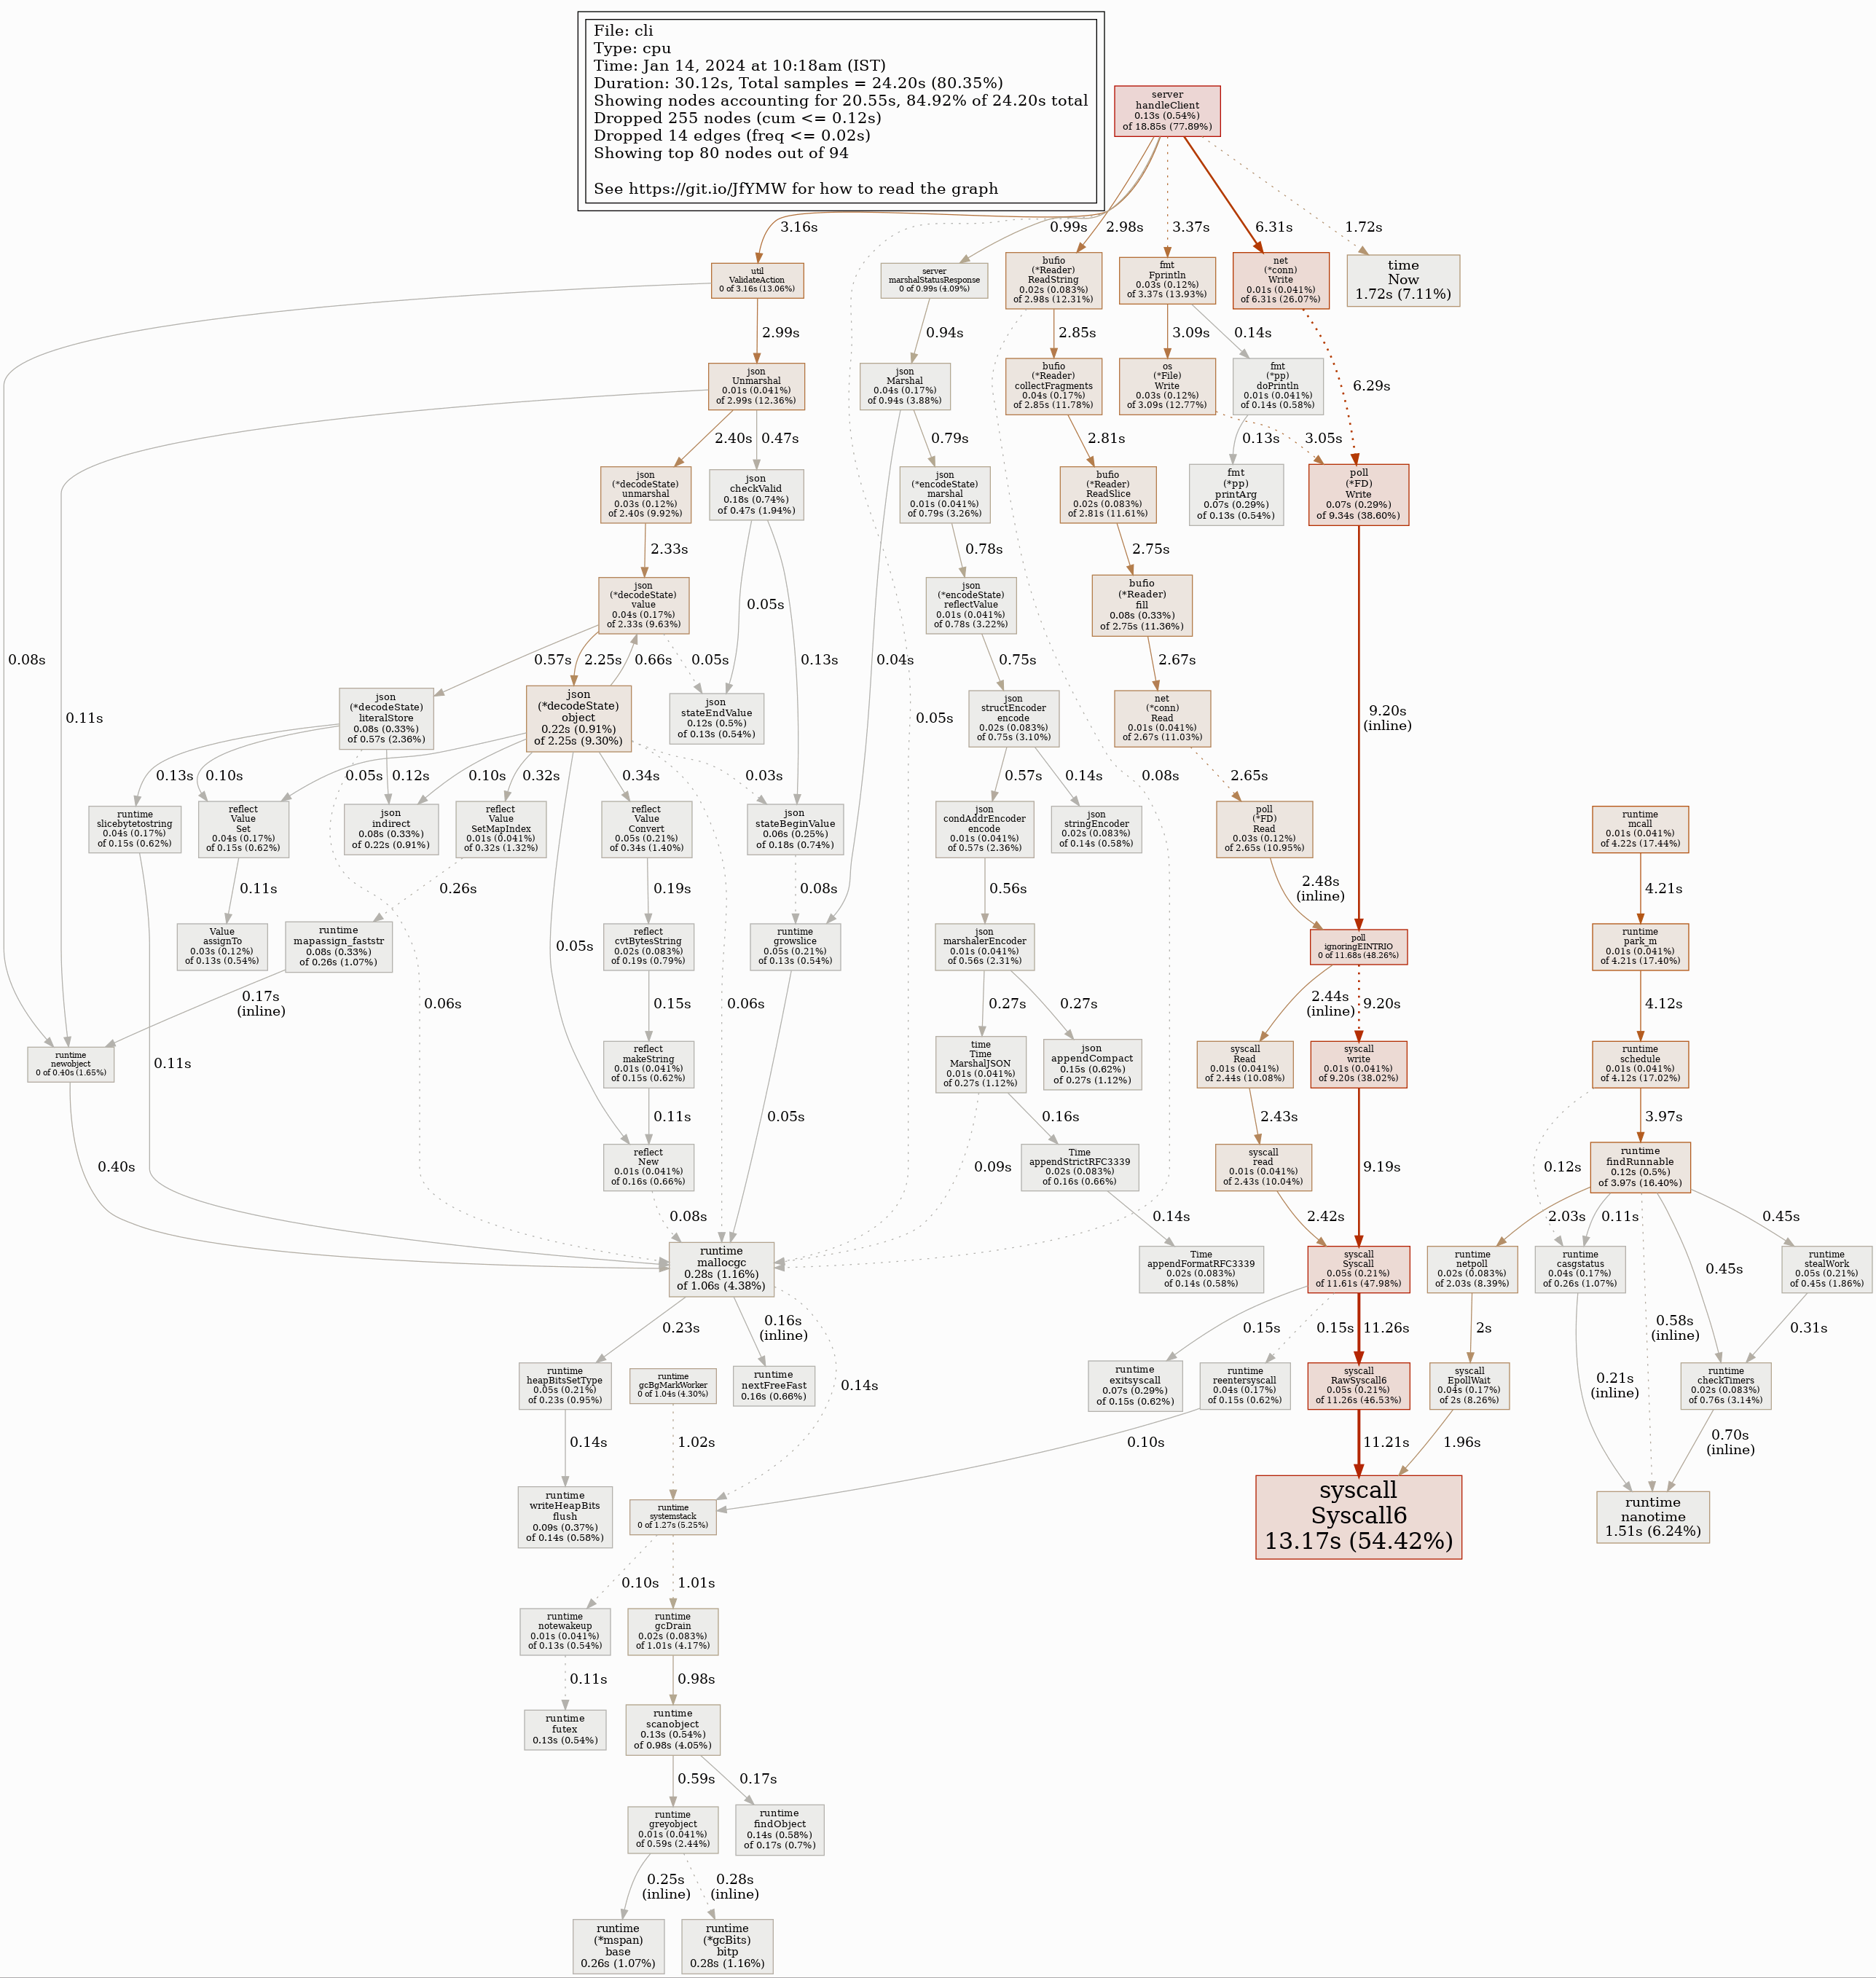 File: cli
Type: cpu
Time: Jan 14, 2024 at 10:18am (IST)
Duration: 30.12s, Total samples = 24.20s (80.35%)
Showing nodes accounting for 20.55s, 84.92% of 24.20s total
Dropped 255 nodes (cum <= 0.12s)
Dropped 14 edges (freq <= 0.02s)
Showing top 80 nodes out of 94
See https://git.io/JfYMW for how to read the graph
server
handleClient
0.13s (0.54%)
of 18.85s (77.89%)
3.16s
0.99s
2.98s
3.37s
6.31s
1.72s
util
ValidateAction
0 of 3.16s (13.06%)
server
marshalStatusResponse
0 of 0.99s (4.09%)
bufio
(*Reader)
ReadString
0.02s (0.083%)
of 2.98s (12.31%)
fmt
Fprintln
0.03s (0.12%)
of 3.37s (13.93%)
net
(*conn)
Write
0.01s (0.041%)
of 6.31s (26.07%)
time
Now
1.72s (7.11%)
2.99s
0.94s
2.85s
3.09s
0.14s
6.29s
json
Unmarshal
0.01s (0.041%)
of 2.99s (12.36%)
json
Marshal
0.04s (0.17%)
of 0.94s (3.88%)
bufio
(*Reader)
collectFragments
0.04s (0.17%)
of 2.85s (11.78%)
os
(*File)
Write
0.03s (0.12%)
of 3.09s (12.77%)
fmt
(*pp)
doPrintln
0.01s (0.041%)
of 0.14s (0.58%)
2.40s
0.47s
0.79s
2.81s
0.13s
3.05s
json
(*decodeState)
unmarshal
0.03s (0.12%)
of 2.40s (9.92%)
json
checkValid
0.18s (0.74%)
of 0.47s (1.94%)
json
(*encodeState)
marshal
0.01s (0.041%)
of 0.79s (3.26%)
bufio
(*Reader)
ReadSlice
0.02s (0.083%)
of 2.81s (11.61%)
fmt
(*pp)
printArg
0.07s (0.29%)
of 0.13s (0.54%)
poll
(*FD)
Write
0.07s (0.29%)
of 9.34s (38.60%)
2.33s
0.78s
2.75s
json
(*decodeState)
value
0.04s (0.17%)
of 2.33s (9.63%)
0.05s
json
(*encodeState)
reflectValue
0.01s (0.041%)
of 0.78s (3.22%)
bufio
(*Reader)
fill
0.08s (0.33%)
of 2.75s (11.36%)
0.08s
0.57s
2.25s
0.66s
0.05s
0.13s
0.04s
0.75s
2.67s
json
(*decodeState)
literalStore
0.08s (0.33%)
of 0.57s (2.36%)
0.11s
json
(*decodeState)
object
0.22s (0.91%)
of 2.25s (9.30%)
json
stateEndValue
0.12s (0.5%)
of 0.13s (0.54%)
0.05s
json
structEncoder
encode
0.02s (0.083%)
of 0.75s (3.10%)
net
(*conn)
Read
0.01s (0.041%)
of 2.67s (11.03%)
9.20s
(inline)
0.13s
0.10s
0.05s
0.12s
0.10s
0.32s
0.34s
0.03s
0.57s
0.14s
0.08s
2.65s
runtime
slicebytetostring
0.04s (0.17%)
of 0.15s (0.62%)
reflect
Value
Set
0.04s (0.17%)
of 0.15s (0.62%)
json
indirect
0.08s (0.33%)
of 0.22s (0.91%)
reflect
Value
SetMapIndex
0.01s (0.041%)
of 0.32s (1.32%)
reflect
Value
Convert
0.05s (0.21%)
of 0.34s (1.40%)
json
stateBeginValue
0.06s (0.25%)
of 0.18s (0.74%)
json
condAddrEncoder
encode
0.01s (0.041%)
of 0.57s (2.36%)
json
stringEncoder
0.02s (0.083%)
of 0.14s (0.58%)
poll
(*FD)
Read
0.03s (0.12%)
of 2.65s (10.95%)
runtime
mcall
0.01s (0.041%)
of 4.22s (17.44%)
0.11s
0.26s
0.19s
0.08s
0.56s
2.48s
(inline)
4.21s
Value
assignTo
0.03s (0.12%)
of 0.13s (0.54%)
runtime
mapassign_faststr
0.08s (0.33%)
of 0.26s (1.07%)
0.05s
reflect
cvtBytesString
0.02s (0.083%)
of 0.19s (0.79%)
runtime
growslice
0.05s (0.21%)
of 0.13s (0.54%)
json
marshalerEncoder
0.01s (0.041%)
of 0.56s (2.31%)
poll
ignoringEINTRIO
0 of 11.68s (48.26%)
runtime
park_m
0.01s (0.041%)
of 4.21s (17.40%)
0.17s
(inline)
0.06s
0.15s
0.06s
0.27s
0.27s
2.44s
(inline)
9.20s
4.12s
runtime
newobject
0 of 0.40s (1.65%)
0.11s
reflect
makeString
0.01s (0.041%)
of 0.15s (0.62%)
time
Time
MarshalJSON
0.01s (0.041%)
of 0.27s (1.12%)
json
appendCompact
0.15s (0.62%)
of 0.27s (1.12%)
syscall
Read
0.01s (0.041%)
of 2.44s (10.08%)
syscall
write
0.01s (0.041%)
of 9.20s (38.02%)
runtime
schedule
0.01s (0.041%)
of 4.12s (17.02%)
0.11s
0.05s
0.16s
2.43s
3.97s
0.40s
reflect
New
0.01s (0.041%)
of 0.16s (0.66%)
0.09s
Time
appendStrictRFC3339
0.02s (0.083%)
of 0.16s (0.66%)
syscall
read
0.01s (0.041%)
of 2.43s (10.04%)
9.19s
0.12s
runtime
findRunnable
0.12s (0.5%)
of 3.97s (16.40%)
0.08s
0.14s
2.42s
2.03s
0.11s
0.45s
runtime
mallocgc
0.28s (1.16%)
of 1.06s (4.38%)
Time
appendFormatRFC3339
0.02s (0.083%)
of 0.14s (0.58%)
syscall
Syscall
0.05s (0.21%)
of 11.61s (47.98%)
runtime
netpoll
0.02s (0.083%)
of 2.03s (8.39%)
runtime
casgstatus
0.04s (0.17%)
of 0.26s (1.07%)
0.45s
runtime
stealWork
0.05s (0.21%)
of 0.45s (1.86%)
0.23s
0.16s
(inline)
0.15s
0.15s
11.26s
2s
0.58s
(inline)
0.31s
runtime
heapBitsSetType
0.05s (0.21%)
of 0.23s (0.95%)
runtime
gcBgMarkWorker
0 of 1.04s (4.30%)
runtime
nextFreeFast
0.16s (0.66%)
0.14s
runtime
exitsyscall
0.07s (0.29%)
of 0.15s (0.62%)
runtime
reentersyscall
0.04s (0.17%)
of 0.15s (0.62%)
syscall
RawSyscall6
0.05s (0.21%)
of 11.26s (46.53%)
syscall
EpollWait
0.04s (0.17%)
of 2s (8.26%)
0.21s
(inline)
runtime
checkTimers
0.02s (0.083%)
of 0.76s (3.14%)
0.14s
1.02s
0.10s
11.21s
1.96s
0.70s
(inline)
runtime
writeHeapBits
flush
0.09s (0.37%)
of 0.14s (0.58%)
runtime
systemstack
0 of 1.27s (5.25%)
syscall
Syscall6
13.17s (54.42%)
runtime
nanotime
1.51s (6.24%)
0.10s
1.01s
runtime
notewakeup
0.01s (0.041%)
of 0.13s (0.54%)
runtime
gcDrain
0.02s (0.083%)
of 1.01s (4.17%)
0.11s
0.98s
runtime
futex
0.13s (0.54%)
runtime
scanobject
0.13s (0.54%)
of 0.98s (4.05%)
0.59s
0.17s
runtime
greyobject
0.01s (0.041%)
of 0.59s (2.44%)
runtime
findObject
0.14s (0.58%)
of 0.17s (0.7%)
0.25s
(inline)
0.28s
(inline)
runtime
(*mspan)
base
0.26s (1.07%)
runtime
(*gcBits)
bitp
0.28s (1.16%)